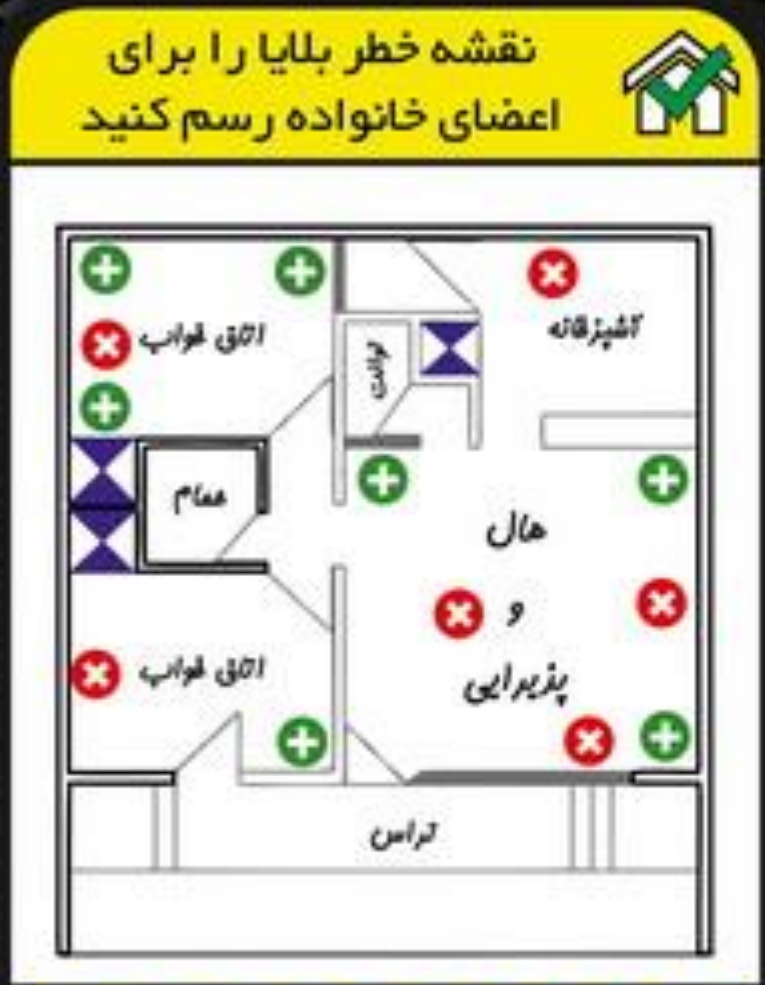 نقشه خطر بلایا را برای
اعضای خانواده رسم کنید
آشپزخانه
اتاق خواب
توالت
حمام
هال
و
پذیرایی
اتاق خواب
تراس